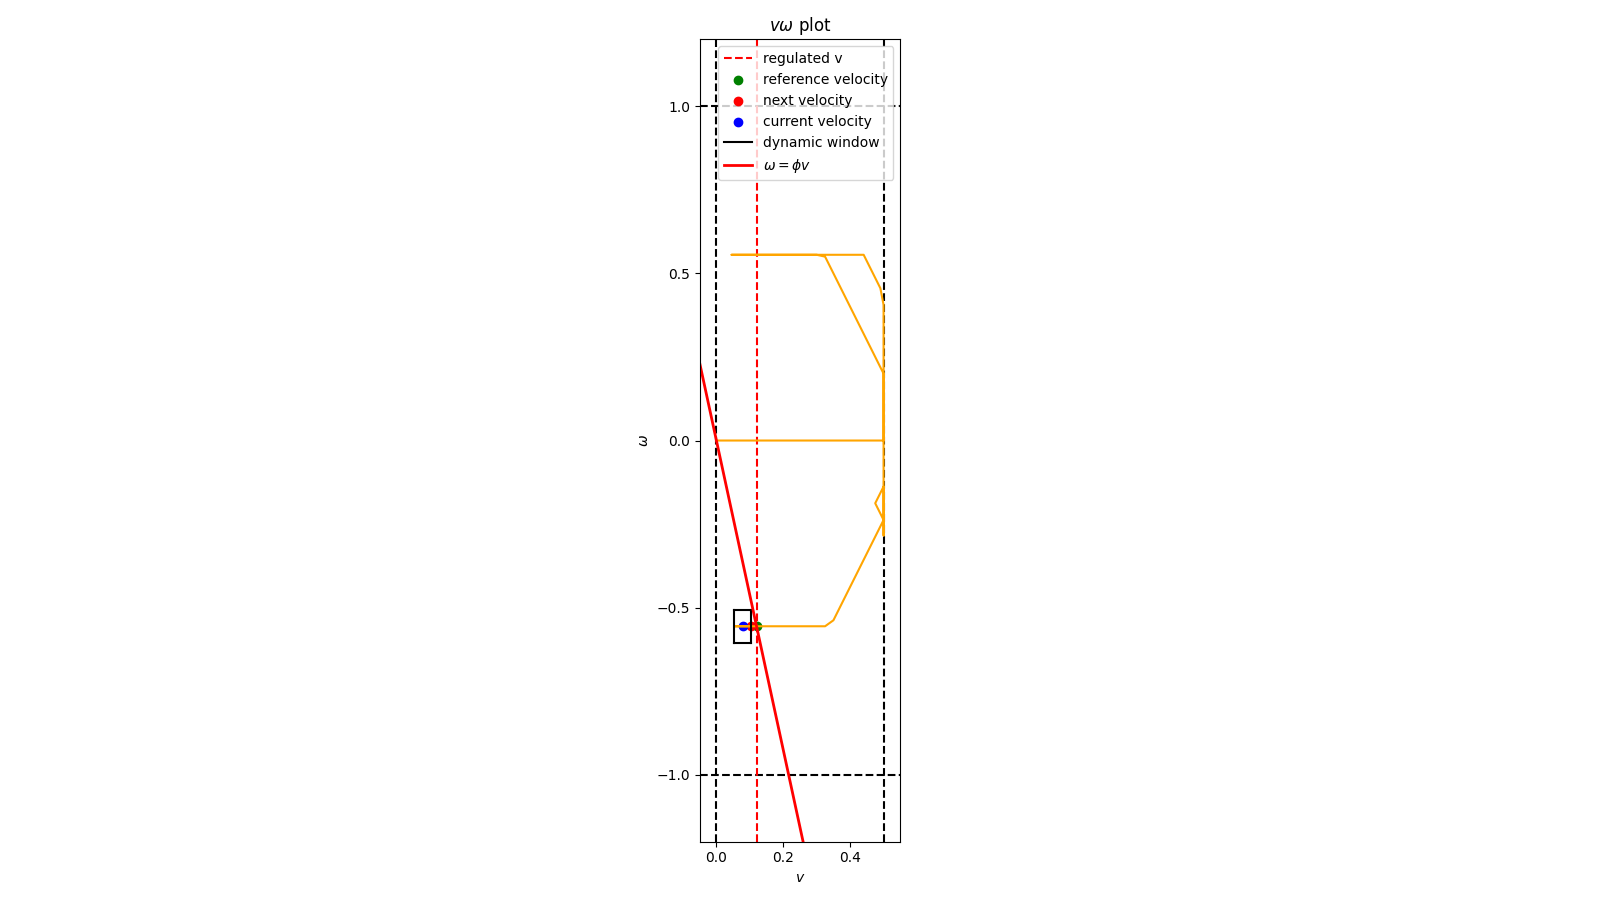 vω plot
regulated v
reference velocity
next velocity
current velocity
dynamic window
ω = ϕv
1.0
0.5
0.0
−0.5
−1.0
ω
0.0 0.2 0.4
v